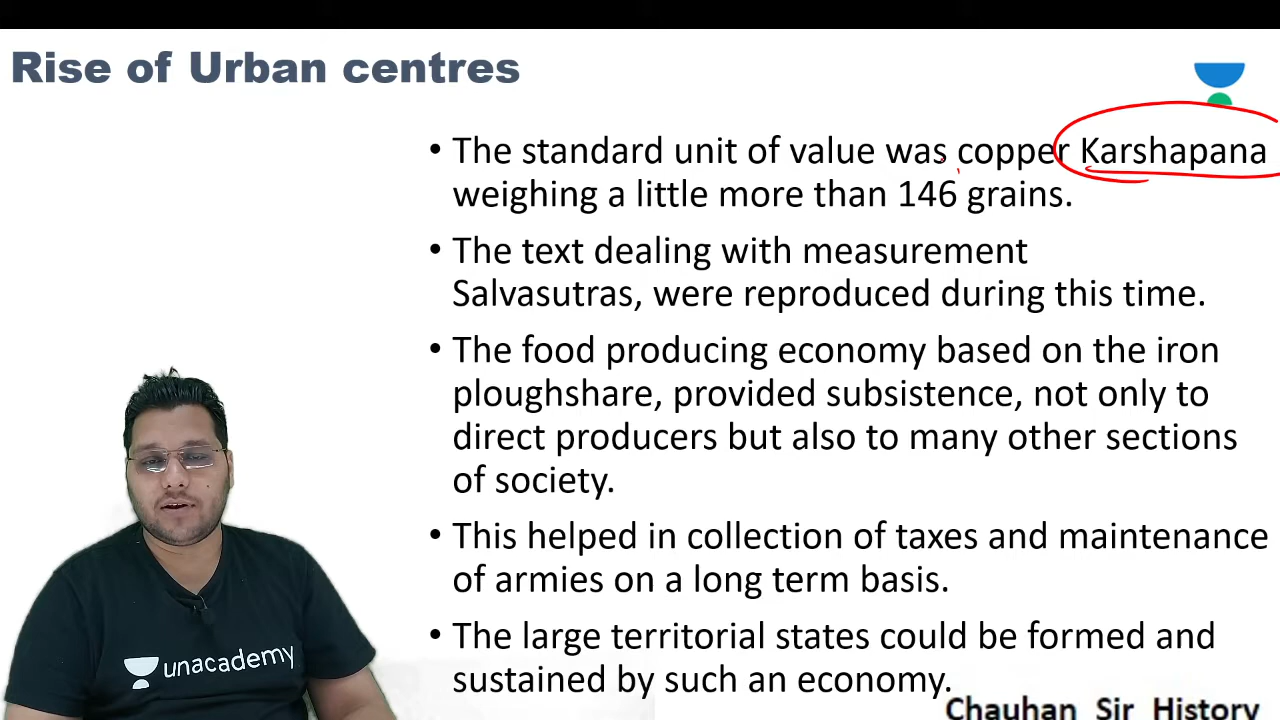 Rise of Urban centres
• The standard unit of value was copper Karshapana
weighing a little more than 146 grains.
• The text dealing with measurement
Salvasutras, were reproduced during this time.
• The food producing economy based on the iron
ploughshare, provided subsistence, not only to
direct producers but also to many other sections
of society.
• This helped in collection of taxes and maintenance
of armies on a long term basis.
• The large territorial states could be formed and
sustained by such an economy.
unacademy
Chauhan Sir History